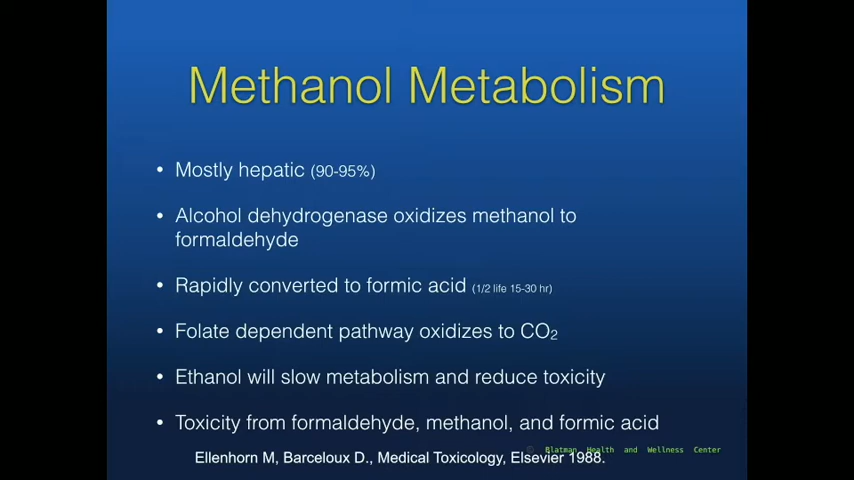 Methanol Metabolism
• Mostly hepatic (90-95%)
• Alcohol dehydrogenase oxidizes methanol to
formaldehyde
• Rapidly converted to formic acid (1/2 life 15-30 hr)
• Folate dependent pathway oxidizes to CO₂
• Ethanol will slow metabolism and reduce toxicity
• Toxicity from formaldehyde, methanol, and formic acid
© Blatman Health and Wellness Center
Ellenhorn M, Barceloux D., Medical Toxicology, Elsevier 1988.